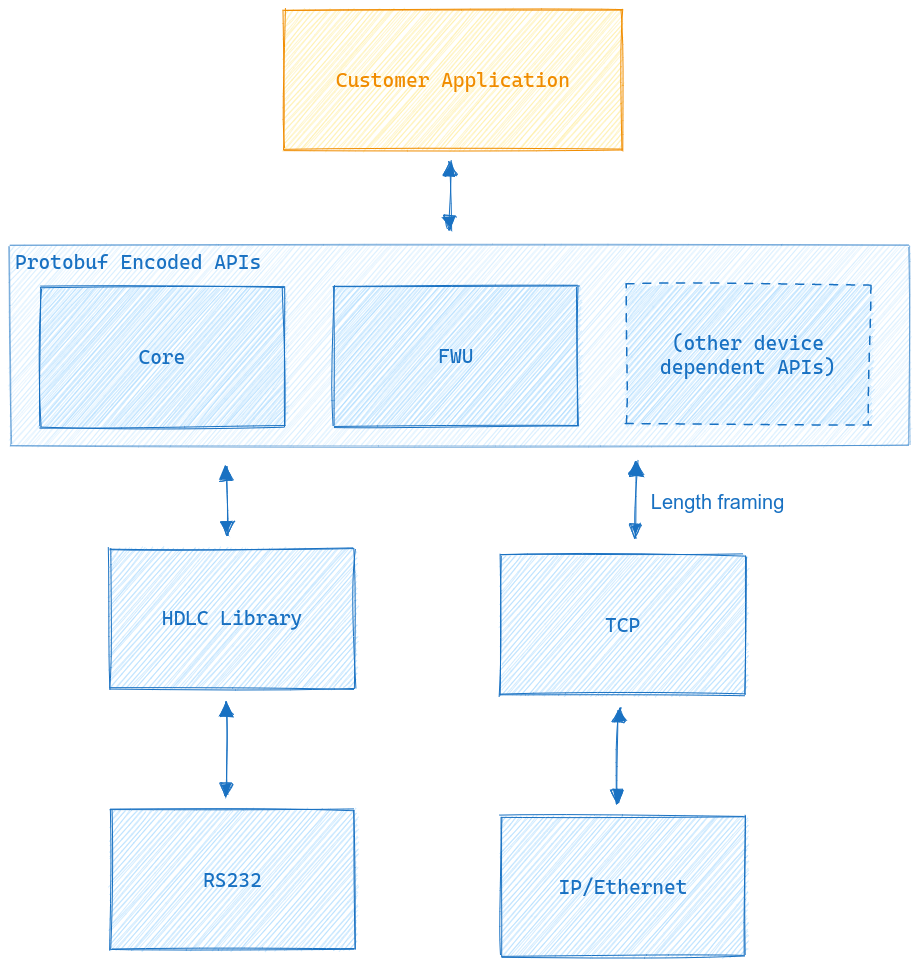 Customer Application
Protobuf Encoded APIs
Core
FWU
(other device
dependent APIs)
Length framing
HDLC Library
TCP
RS232
IP/Ethernet